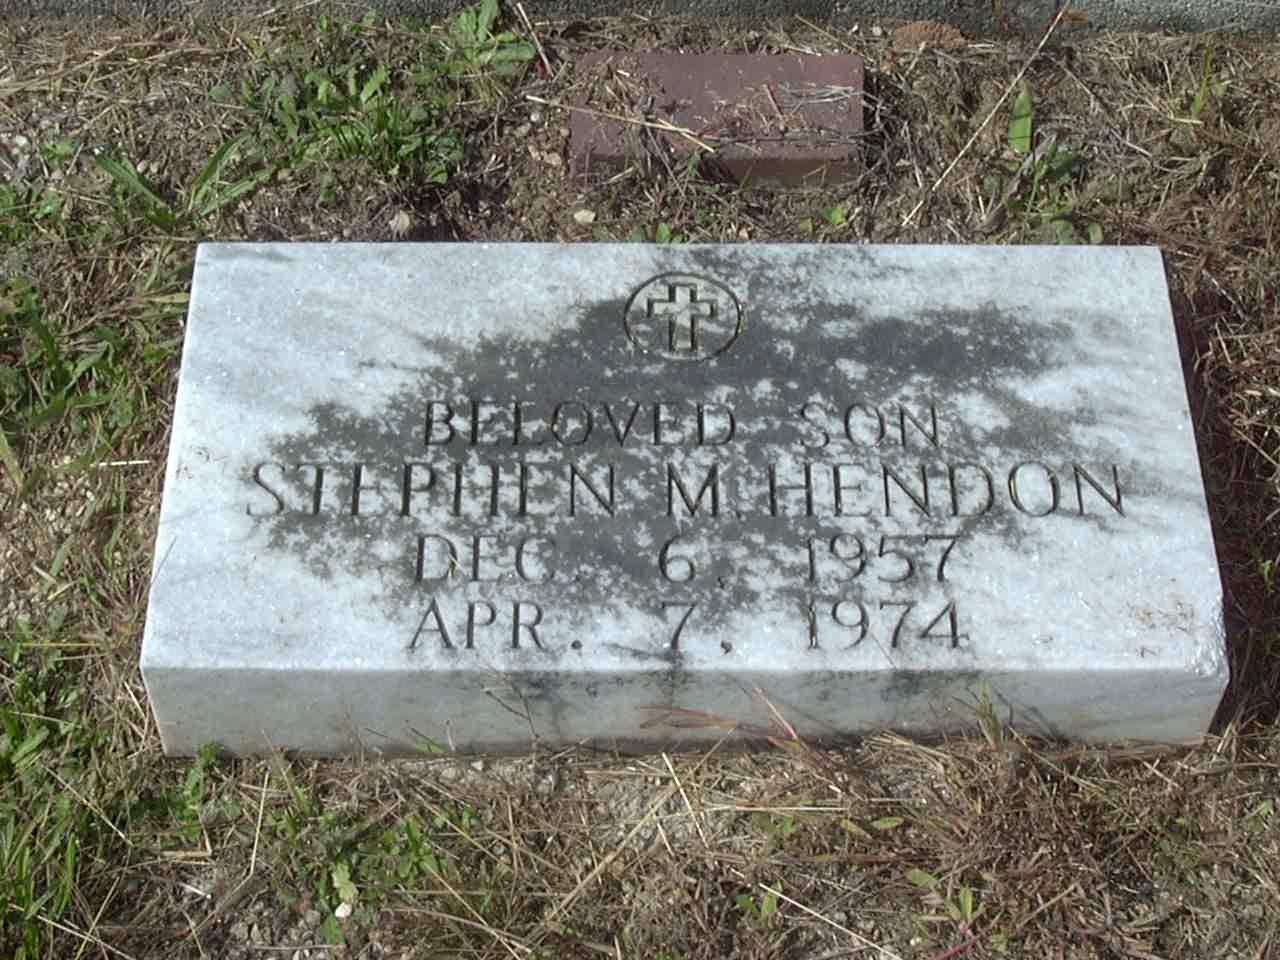 BELOVED SON
STEPHEN M. HENDON
DEC. 6, 1957
APR. 7, 1974